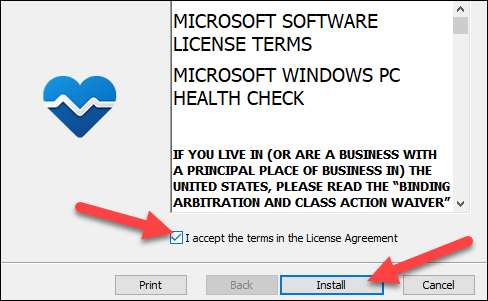 MICROSOFT SOFTWARE
LICENSE TERMS
MICROSOFT WINDOWS PC
HEALTH CHECK
IF YOU LIVE IN (OR ARE A BUSINESS WITH
A PRINCIPAL PLACE OF BUSINESS IN) THE
UNITED STATES, PLEASE READ THE “BINDING
ARBITRATION AND CLASS ACTION WAIVER”
I accept the terms in the License Agreement
Print Back Install Cancel